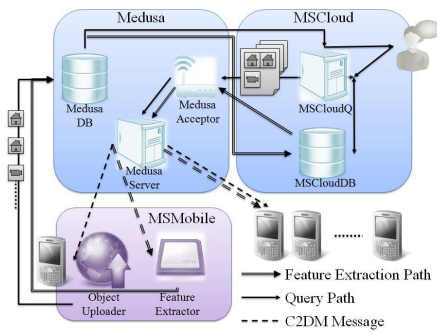 Medusa
MSCloud
Medusa
DB
Medusa
Acceptor
MSCloudQ
Medusa
Server
MSCloudDB
MSMobile
Object
Uploader
Feature
Extractor
Feature Extraction Path
Query Path
C2DM Message